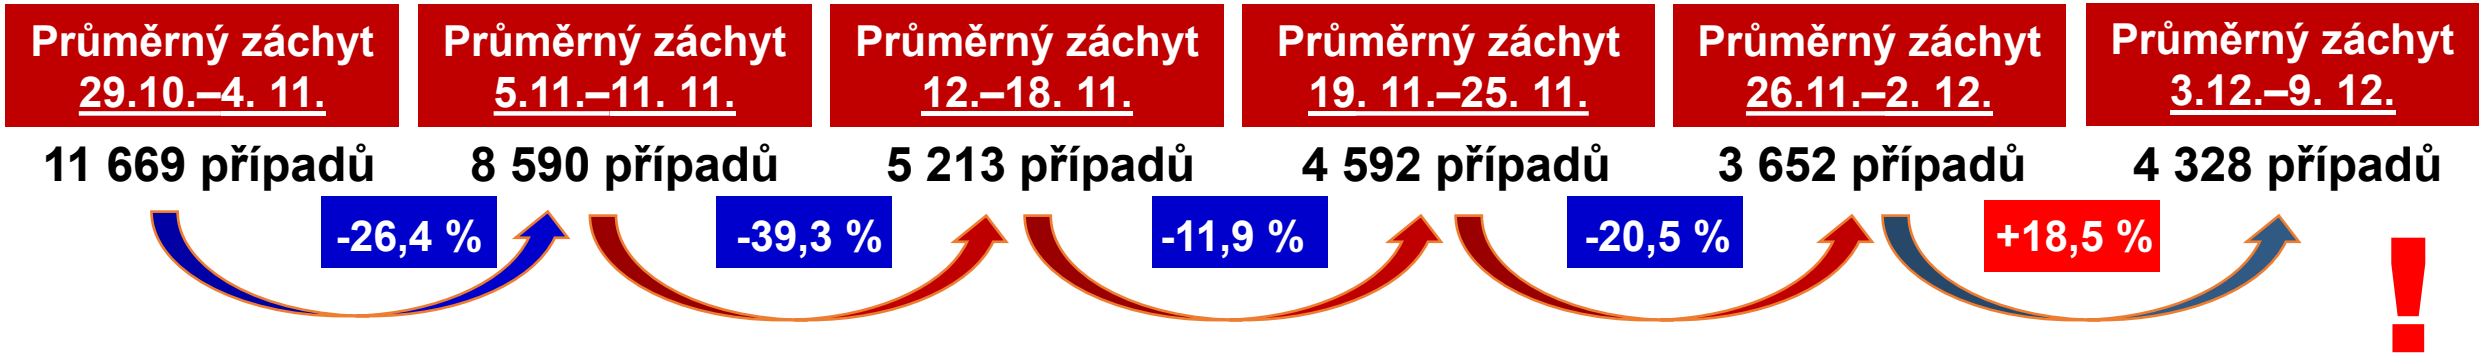 Průměrný záchyt
29.10.–4. 11.
Průměrný záchyt
5.11.–11. 11.
Průměrný záchyt
12.–18. 11.
Průměrný záchyt
19. 11.–25. 11.
Průměrný záchyt
26.11.–2. 12.
Průměrný záchyt
3.12.–9. 12.
11 669 případů
8 590 případů
5 213 případů
4 592 případů
3 652 případů
4 328 případů
-26,4 %
-39,3 %
-11,9 %
-20,5 %
+18,5 %
!